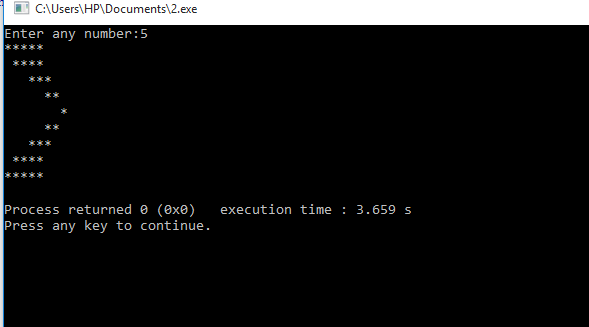 C:\Users\HP\Documents\2.exe
Enter any number:5
*****
 ****
   ***
     **
       *
     **
   ***
 ****
*****
Process returned 0 (0x0)   execution time : 3.659 s
Press any key to continue.